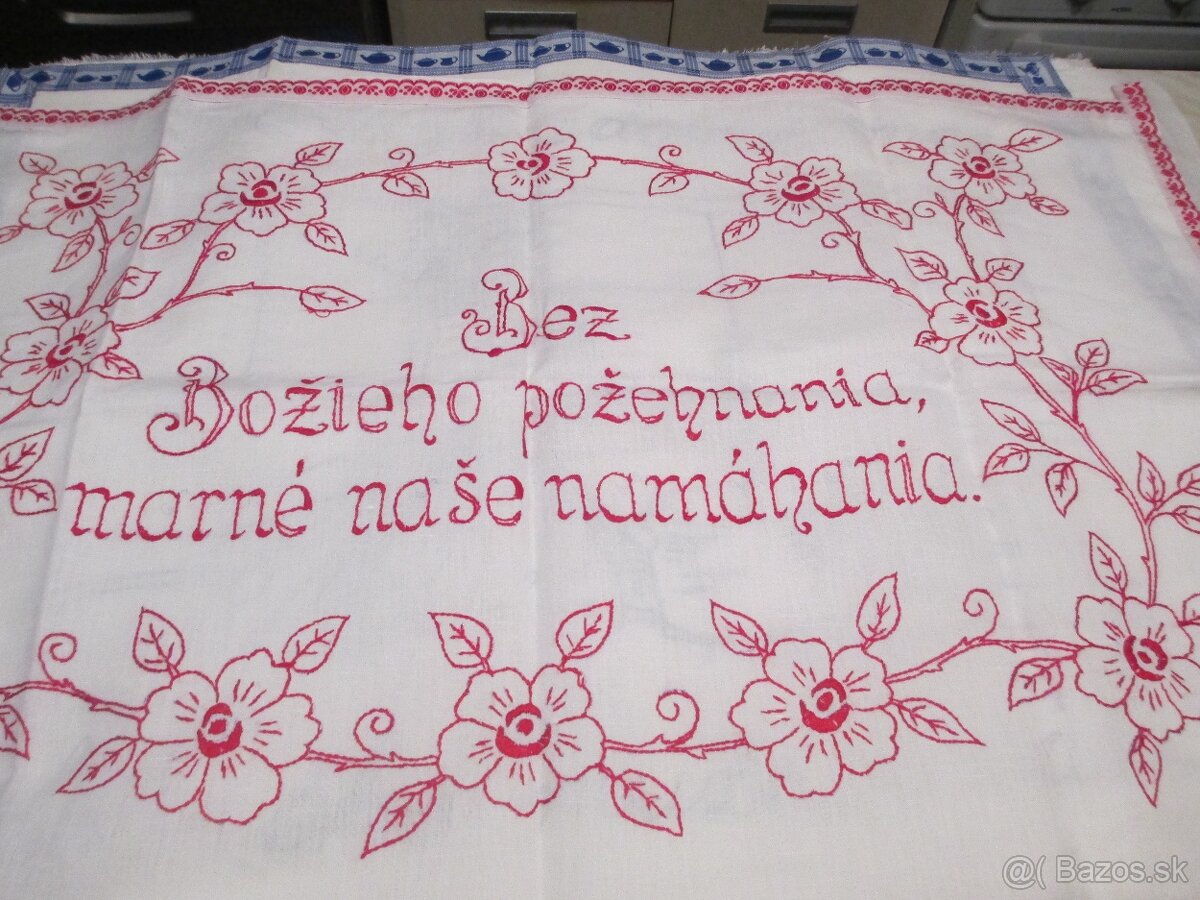 Bez
Božieho požehnania,
marné naše namáhania.
@( Bazos.sk